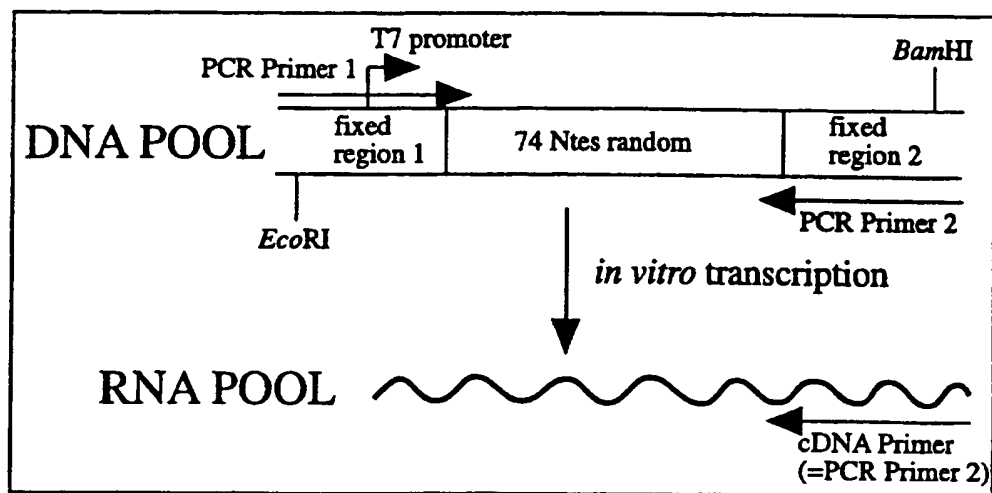 T7 promoter
PCR Primer 1
BamHI
DNA POOL
fixed
region 1
74 Ntes random
fixed
region 2
EcoRI
PCR Primer 2
in vitro transcription
RNA POOL
cDNA Primer
(=PCR Primer 2)